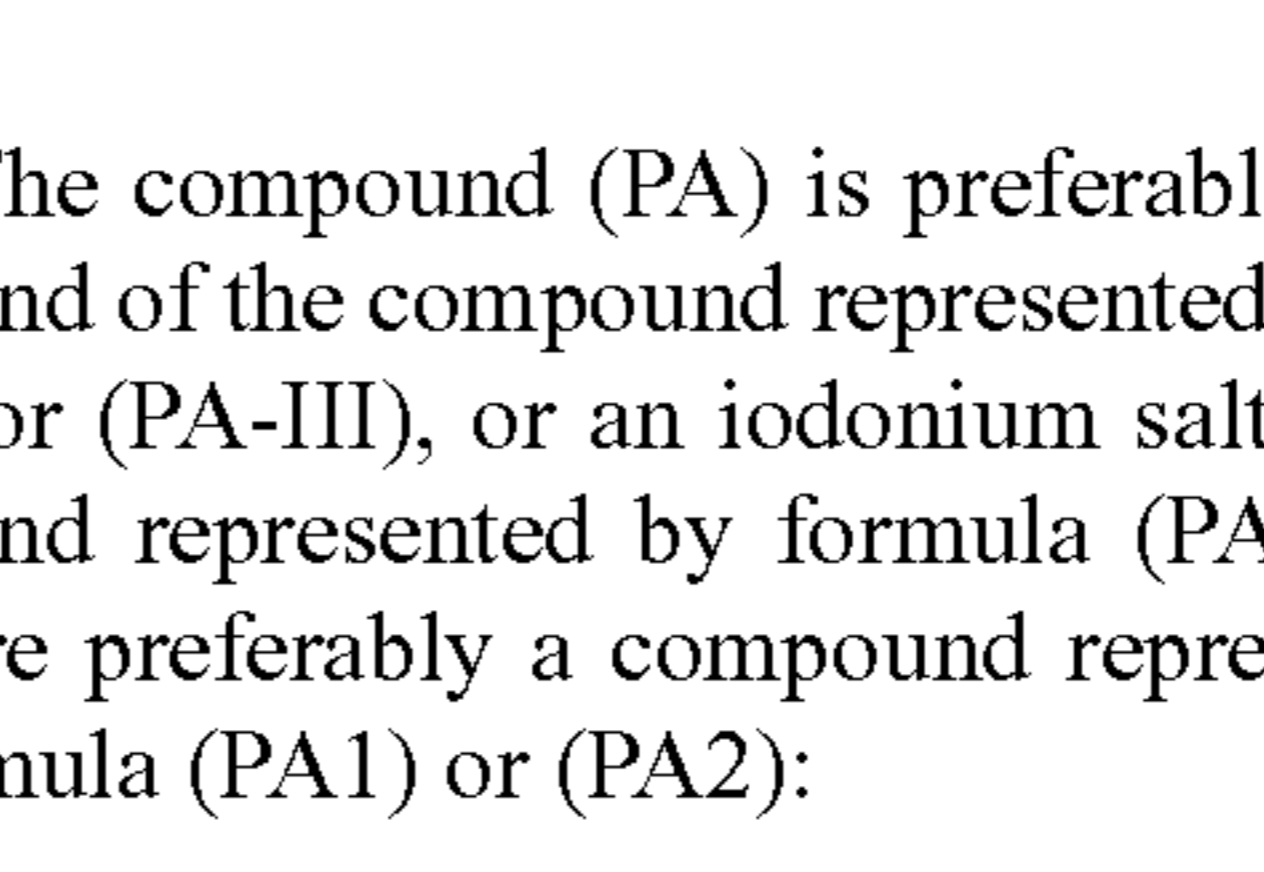 he compound (PA) is preferabl
nd of the compound represented
or (PA-III), or an iodonium salt
nd represented by formula (PA
re preferably a compound repre
mula (PA1) or (PA2):